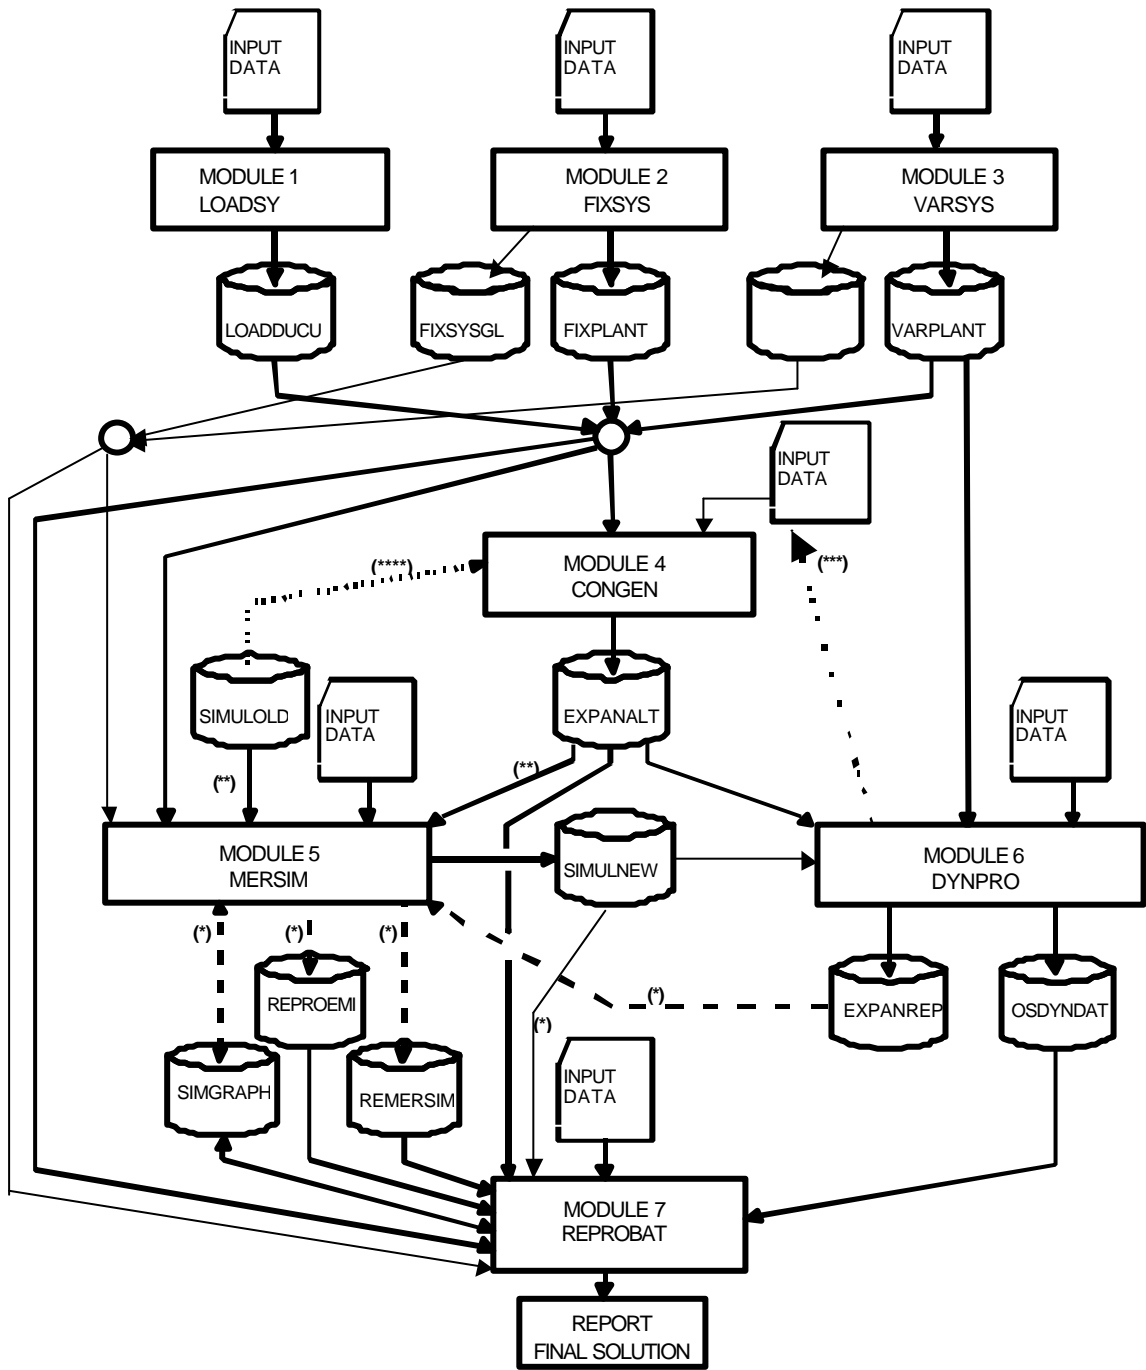 INPUT
DATA
INPUT
DATA
INPUT
DATA
MODULE 1
LOADSY
MODULE 2
FIXSYS
MODULE 3
VARSYS
LOADDUCU
FIXSYSGL
FIXPLANT
VARPLANT
INPUT
DATA
(****)
MODULE 4
CONGEN
(***)
SIMULOLD
INPUT
DATA
EXPANALT
INPUT
DATA
(**)
(**)
MODULE 5
MERSIM
SIMULNEW
MODULE 6
DYNPRO
(*)
(*)
(*)
REPROEMI
(*)
EXPANREP
OSDYNDAT
(*)
SIMGRAPH
REMERSIM
INPUT
DATA
MODULE 7
REPROBAT
REPORT
FINAL SOLUTION